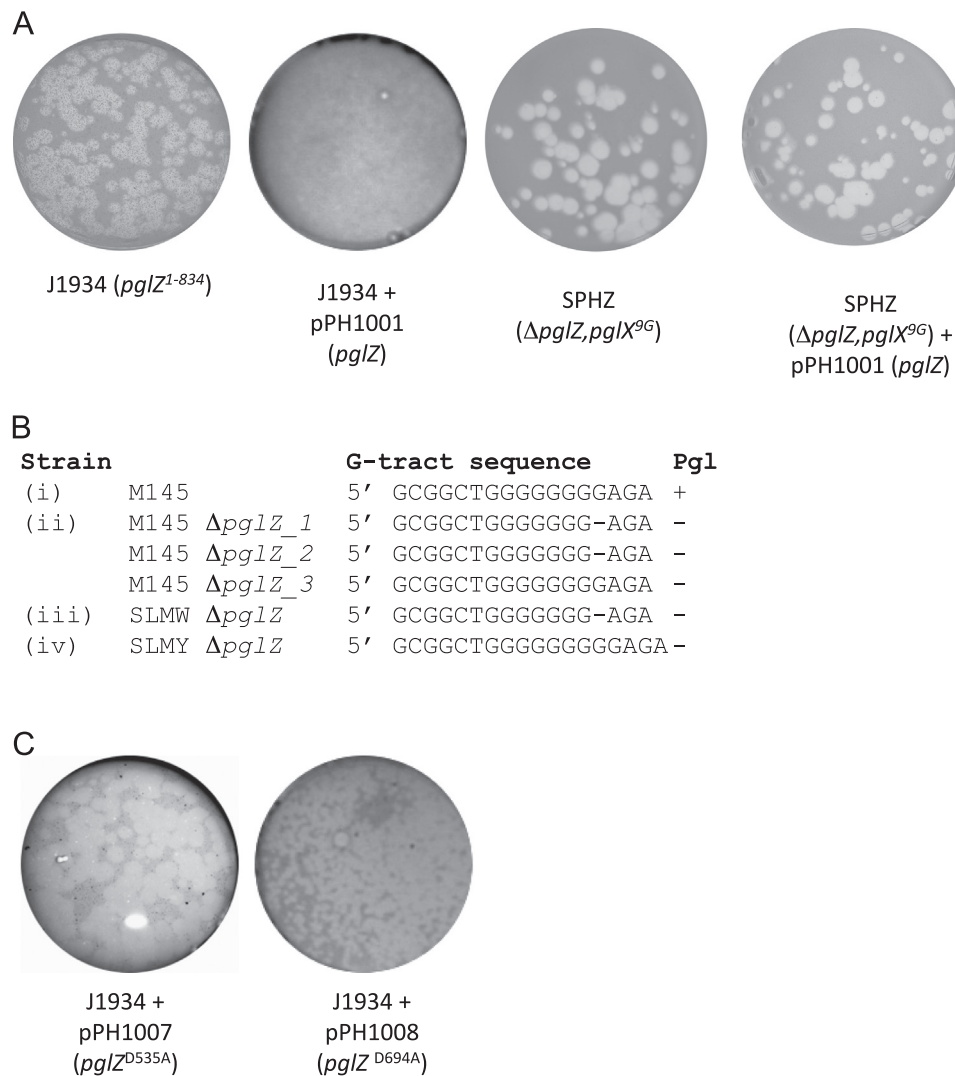 A
J1934 (pglZ1-834)
J1934 +
pPH1001
(pglZ)
SPHZ
(ΔpglZ,pglX9G)
SPHZ
(ΔpglZ,pglX9G) +
pPH1001 (pglZ)
B
Strain G-tract sequence Pgl
(i) M145 5’ GCGGCTGGGGGGGGAGA +
(ii) M145 ΔpglZ_1 5’ GCGGCTGGGGGGG-AGA -
M145 ΔpglZ_2 5’ GCGGCTGGGGGGG-AGA -
M145 ΔpglZ_3 5’ GCGGCTGGGGGGGGAGA -
(iii) SLMW ΔpglZ 5’ GCGGCTGGGGGGG-AGA -
(iv) SLMY ΔpglZ 5’ GCGGCTGGGGGGGGGAGA -
C
J1934 +
pPH1007
(pglZD535A)
J1934 +
pPH1008
(pglZ D694A)